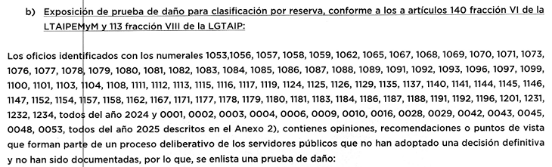 b) Exposición de prueba de daño para clasificación por reserva, conforme a los a artículos 140 fracción VI de la
LTAIPEMyM y 113 fracción VIII de la LGTAIP:
Los oficios identificados con los numerales 1053,1056, 1057, 1058, 1059, 1062, 1065, 1067, 1068, 1069, 1070, 1071, 1073,
1076, 1077, 1078, 1079, 1080, 1081, 1082, 1083, 1084, 1085, 1086, 1087, 1088, 1089, 1091, 1092, 1093, 1096, 1097, 1099,
1100, 1101, 1103, 1104, 1108, 1111, 1112, 1113, 1115, 1116, 1117, 1119, 1124, 1125, 1126, 1129, 1135, 1137, 1140, 1141, 1144, 1145, 1146,
1147, 1152, 1154, 1157, 1158, 1162, 1167, 1171, 1177, 1178, 1179, 1180, 1181, 1183, 1184, 1186, 1187, 1188, 1191, 1192, 1196, 1201, 1231,
1232, 1234, todos del año 2024 y 0001, 0002, 0003, 0004, 0006, 0009, 0010, 0016, 0028, 0029, 0042, 0043, 0045,
0048, 0053, todos del año 2025 descritos en el Anexo 2), contienen opiniones, recomendaciones o puntos de vista
que forman parte de un proceso deliberativo de los servidores públicos que no han adoptado una decisión definitiva
y no han sido documentadas, por lo que, se enlista una prueba de daño: